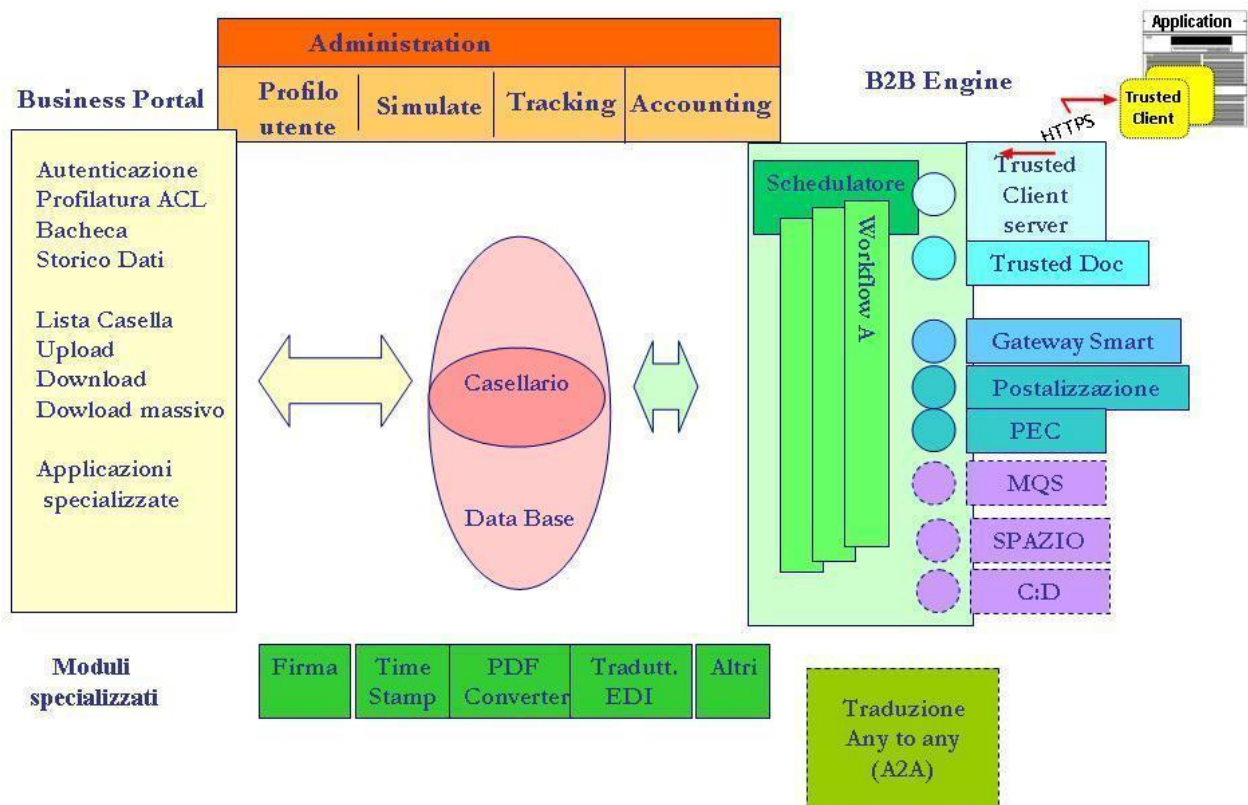 Application
Administration
B2B Engine
Business Portal
Profilo
utente
Simulate
Tracking
Accounting
Trusted
Client
HTTPS
Autenticazione
Profilatura ACL
Bacheca
Storico Dati
Lista Casella
Upload
Download
Dowload massivo
Applicazioni
specializzate
Casellario
Data Base
Schedulatore
Workflow A
Trusted
Client
server
Trusted Doc
Gateway Smart
Postalizzazione
PEC
MQS
SPAZIO
C:D
Moduli
specializzati
Firma
Time
Stamp
PDF
Converter
Tradutt.
EDI
Altri
Traduzione
Any to any
(A2A)